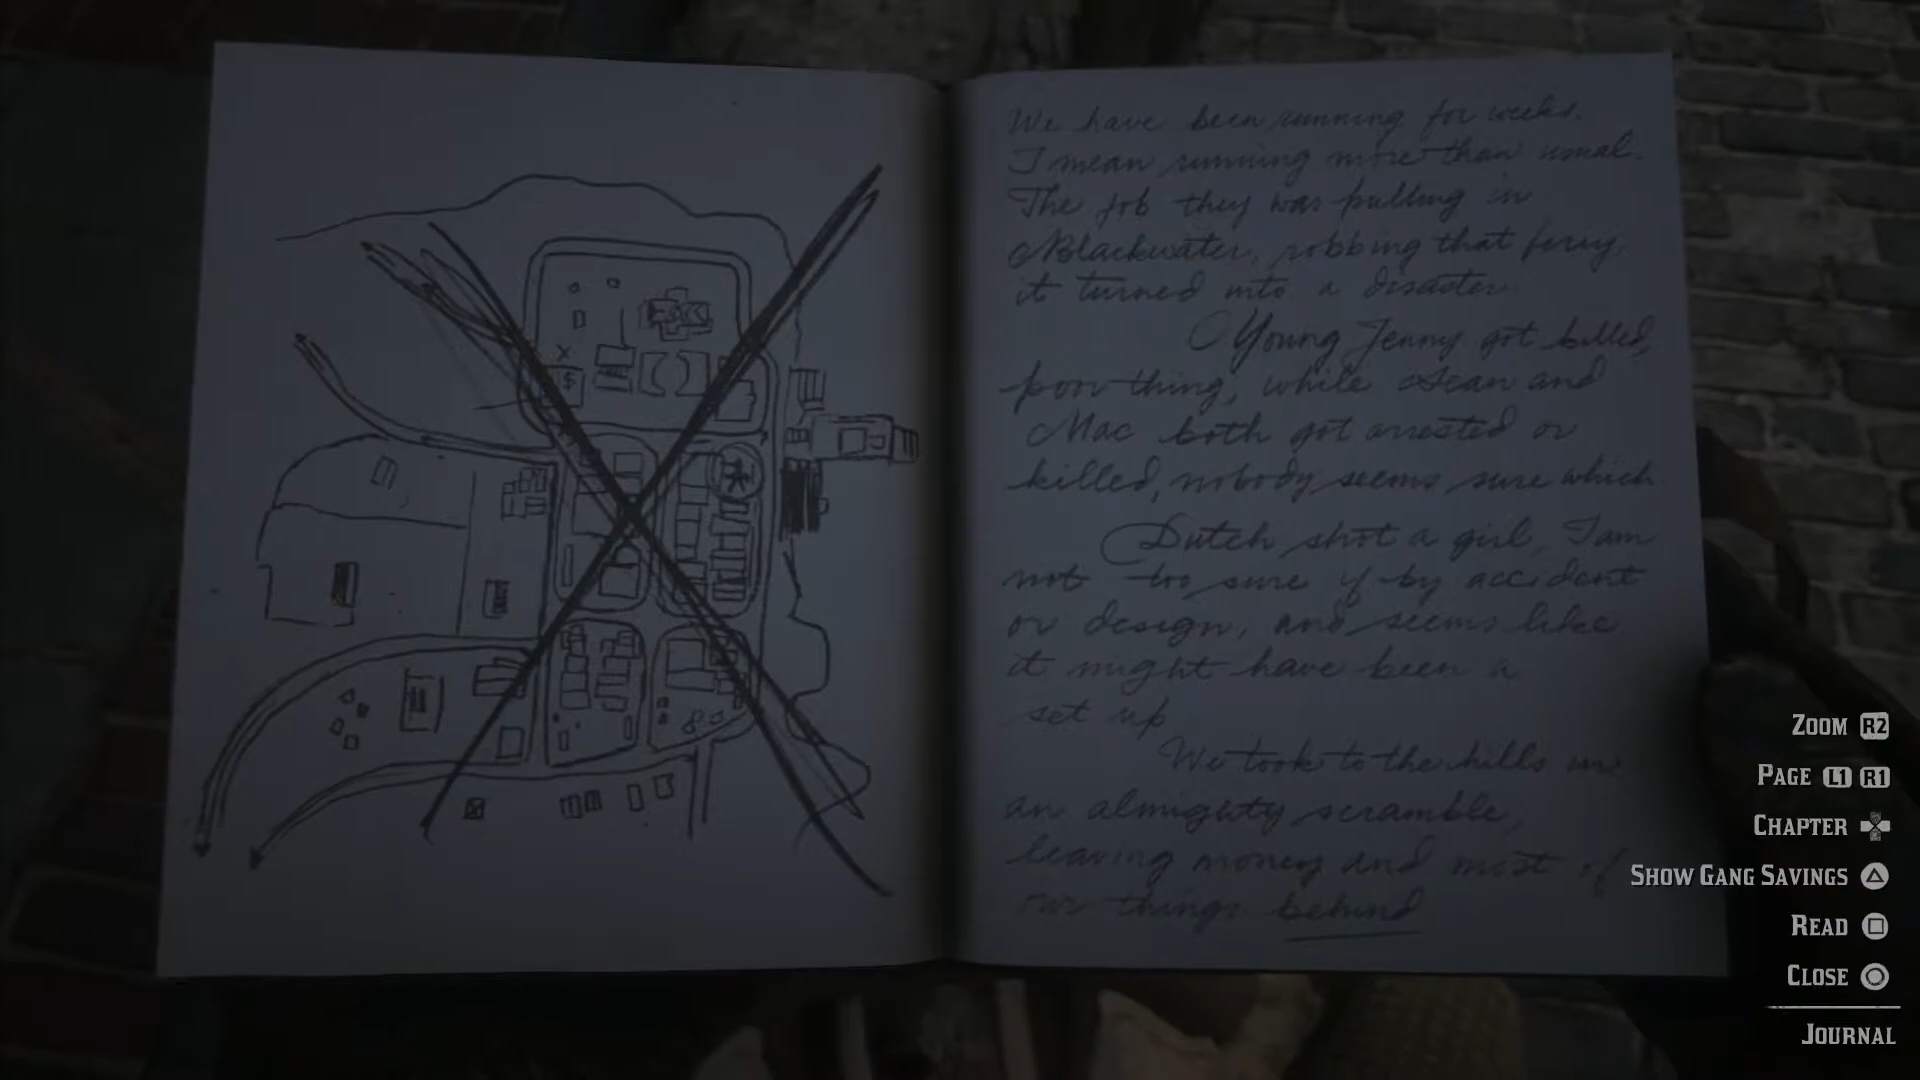 We have been running for weeks.
I mean running more than usual.
The job they was pulling in
Blackwater, robbing that ferry,
it turned into a disaster.
Young Jenny got killed,
poor thing, while Sean and
Mac both got arrested or
killed, nobody seems sure which.
Dutch shot a girl, I am
not too sure if by accident
or design, and seems like
it might have been a
set up
We took to the hills in
an almighty scramble,
leaving money and most of
our things behind
$
ZOOM R2
PAGE L1 R1
CHAPTER
SHOW GANG SAVINGS
READ
CLOSE
JOURNAL